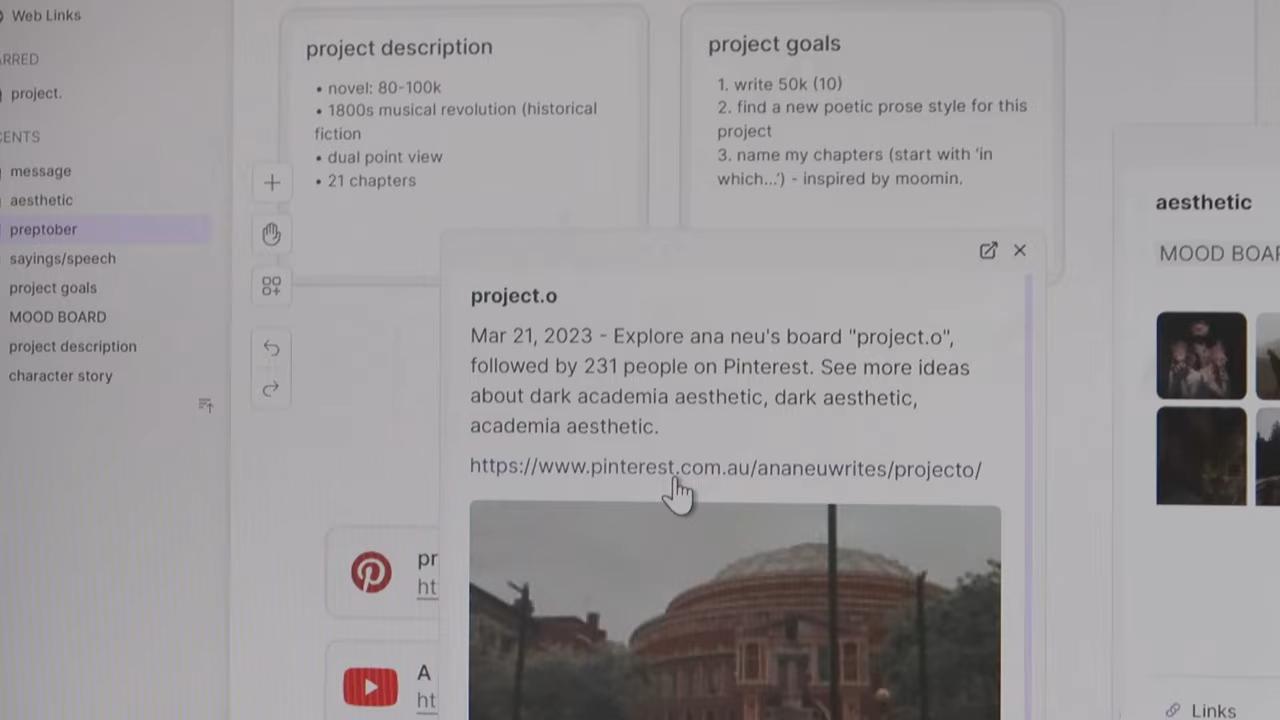 Web Links
project.
message
aesthetic
preptober
sayings/speech
project goals
MOOD BOARD
project description
character story
project description
• novel: 80-100k
• 1800s musical revolution (historical
fiction
• dual point view
• 21 chapters
project goals
1. write 50k (10)
2. find a new poetic prose style for this
project
3. name my chapters (start with 'in
which...') - inspired by moomin.
project.o
Mar 21, 2023 - Explore ana neu's board "project.o",
followed by 231 people on Pinterest. See more ideas
about dark academia aesthetic, dark aesthetic,
academia aesthetic.
https://www.pinterest.com.au/ananeuwrites/projecto/
pr
ht
A
ht
aesthetic
MOOD BOAR
Links